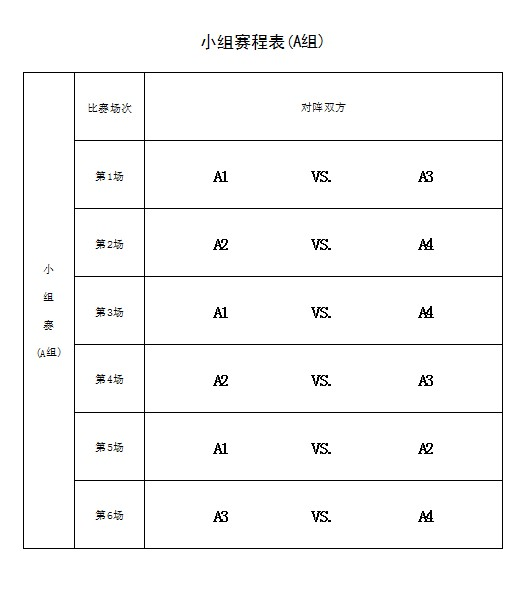 小组赛程表(A组)
比赛场次 对阵双方
小
组
赛
(A组)
第1场 A1 VS. A3
第2场 A2 VS. A4
第3场 A1 VS. A4
第4场 A2 VS. A3
第5场 A1 VS. A2
第6场 A3 VS. A4